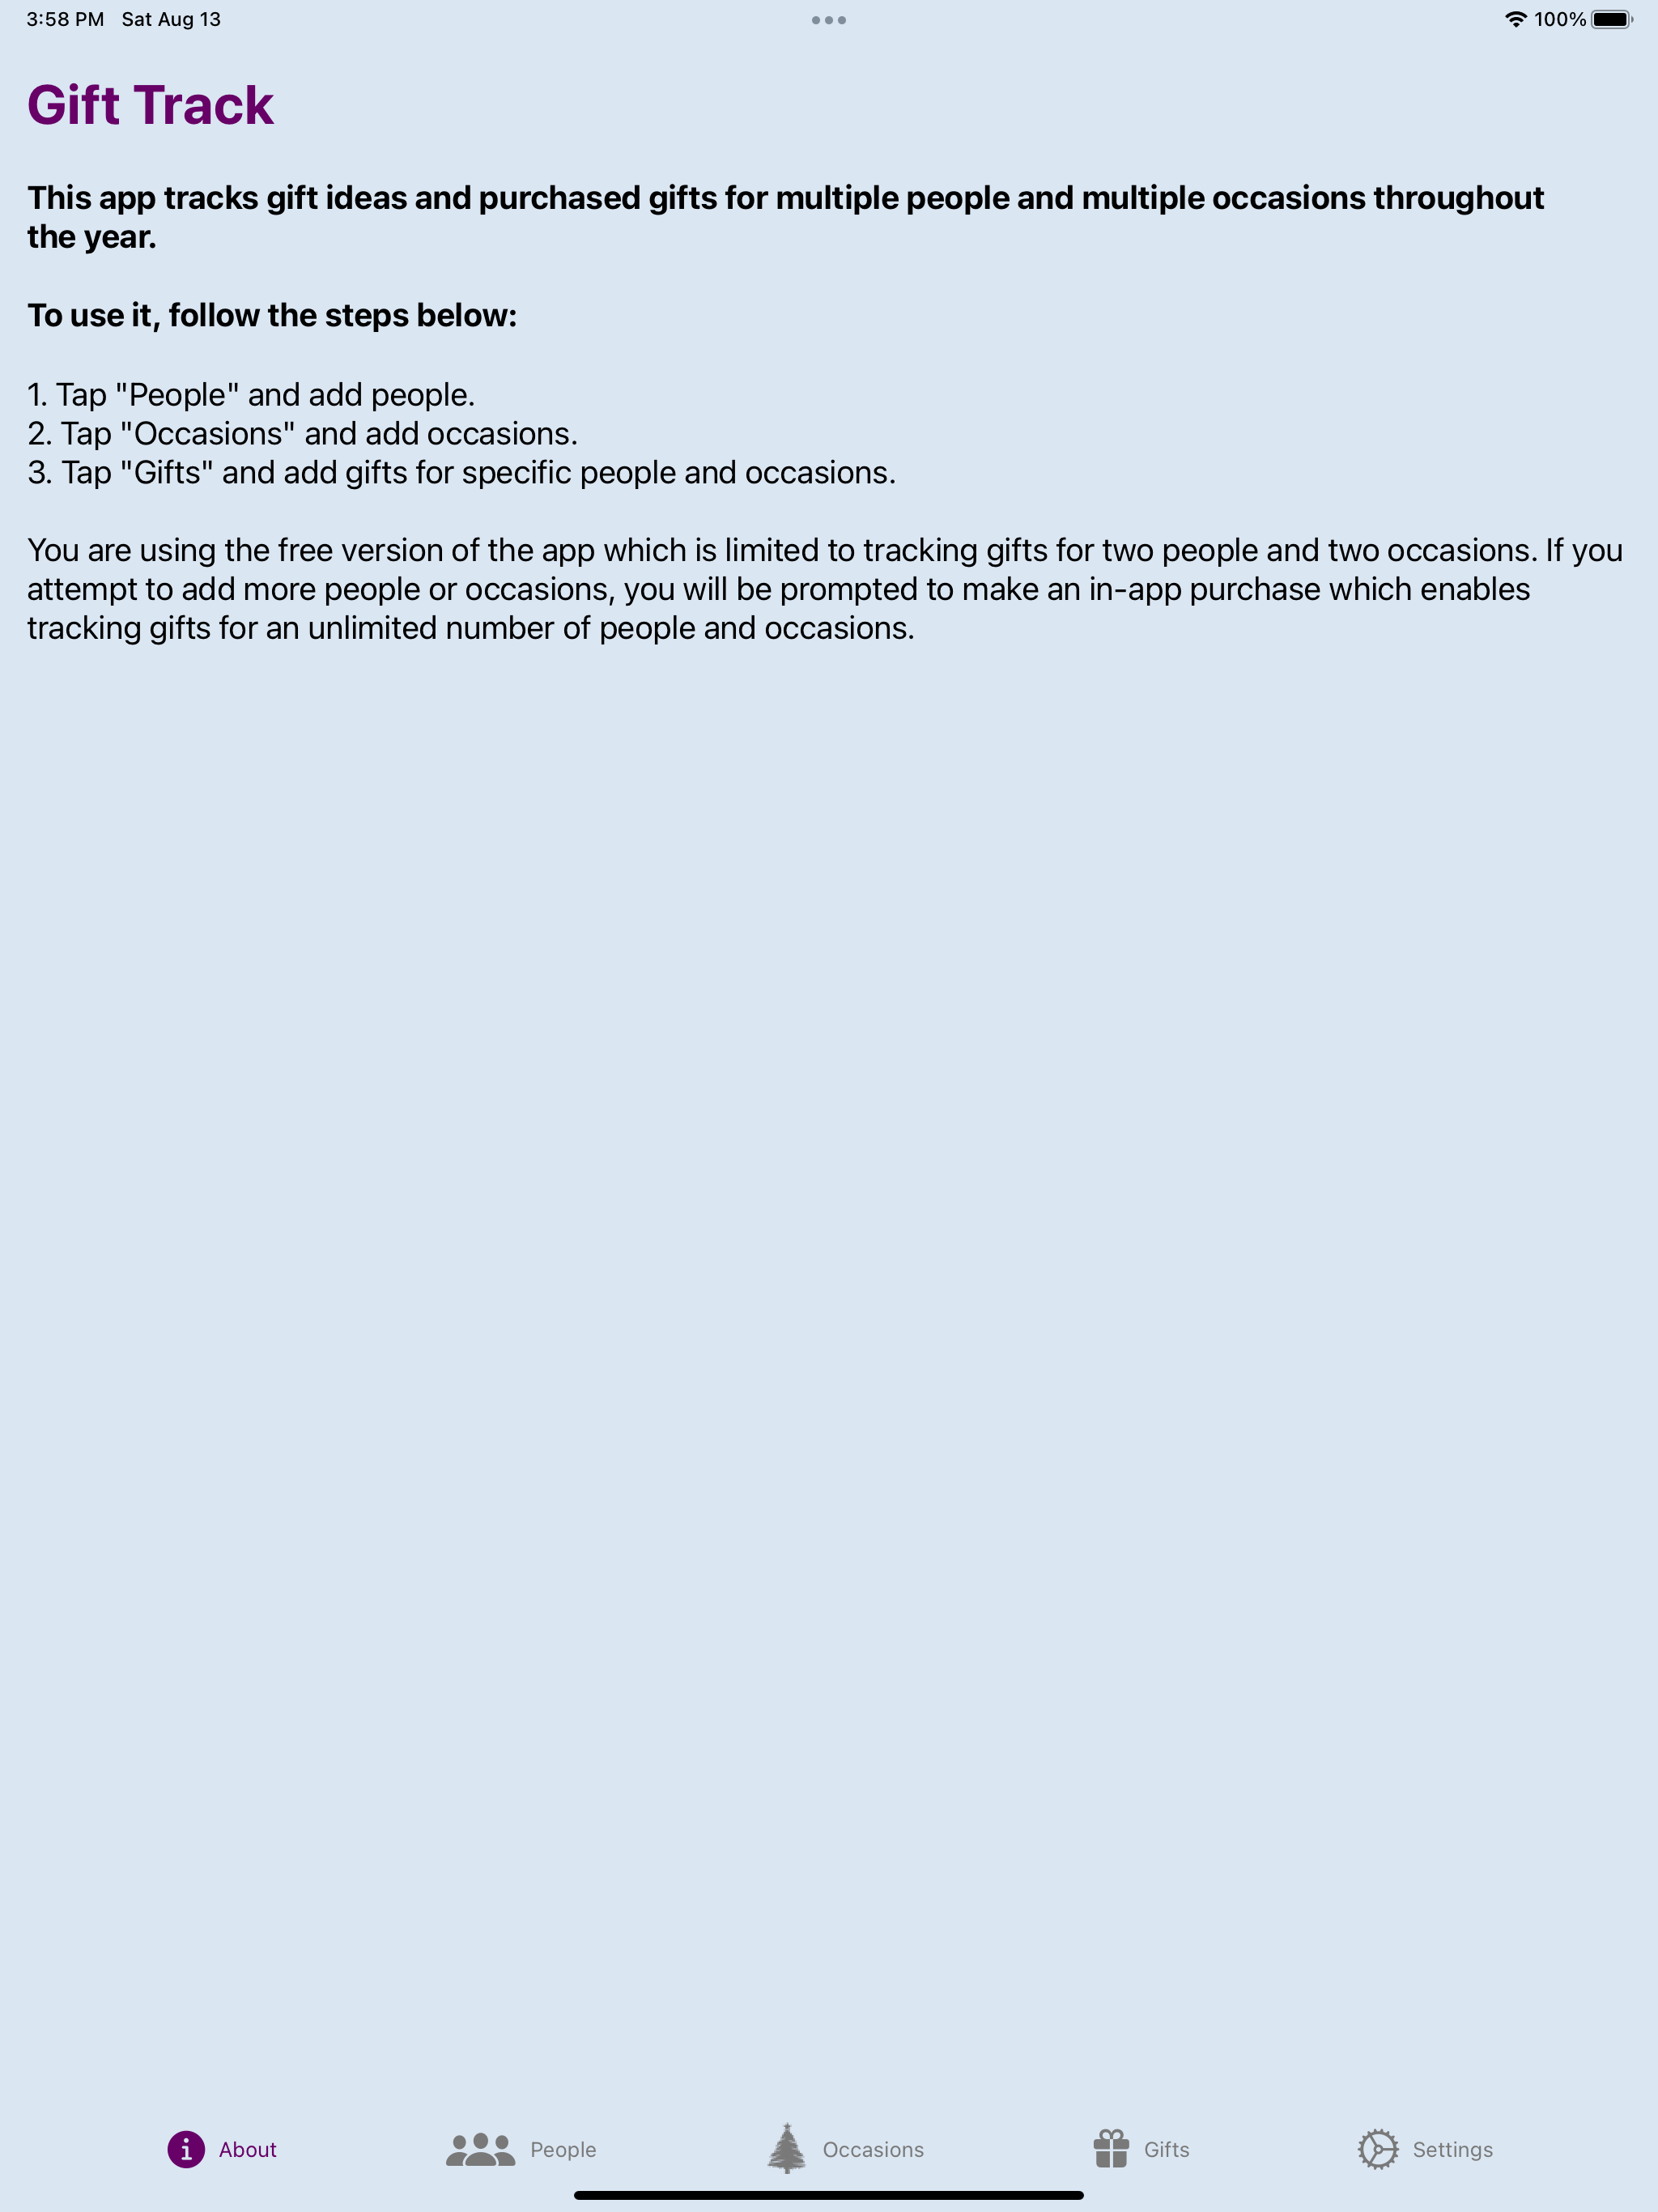 3:58 PM Sat Aug 13
100%
Gift Track
This app tracks gift ideas and purchased gifts for multiple people and multiple occasions throughout
the year.
To use it, follow the steps below:
1. Tap "People" and add people.
2. Tap "Occasions" and add occasions.
3. Tap "Gifts" and add gifts for specific people and occasions.
You are using the free version of the app which is limited to tracking gifts for two people and two occasions. If you
attempt to add more people or occasions, you will be prompted to make an in-app purchase which enables
tracking gifts for an unlimited number of people and occasions.
About
People
Occasions
Gifts
Settings